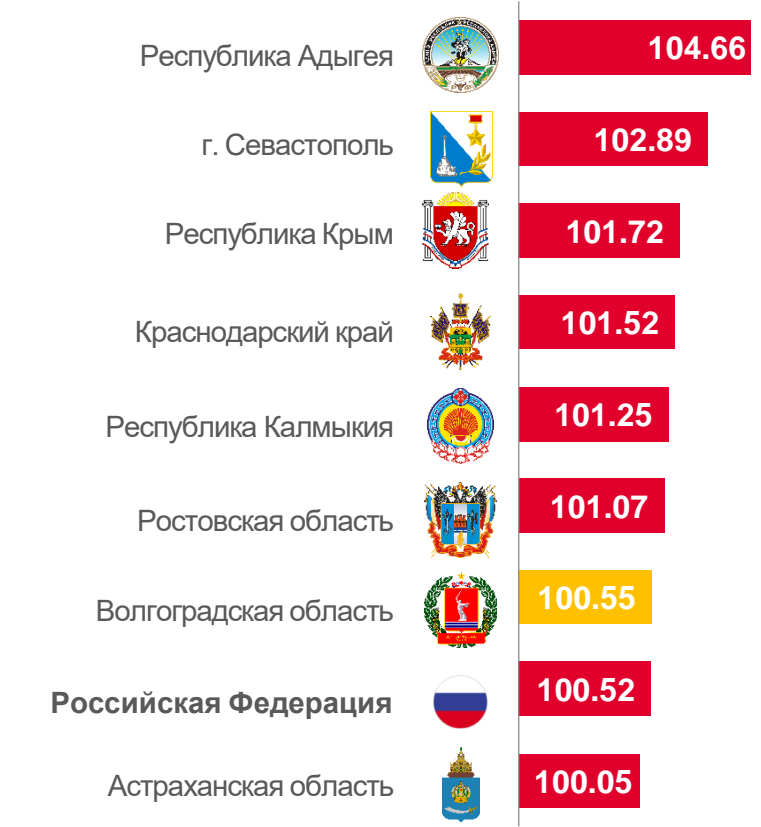 Республика Адыгея 104.66
г. Севастополь 102.89
Республика Крым 101.72
Краснодарский край 101.52
Республика Калмыкия 101.25
Ростовская область 101.07
Волгоградская область 100.55
Российская Федерация 100.52
Астраханская область 100.05